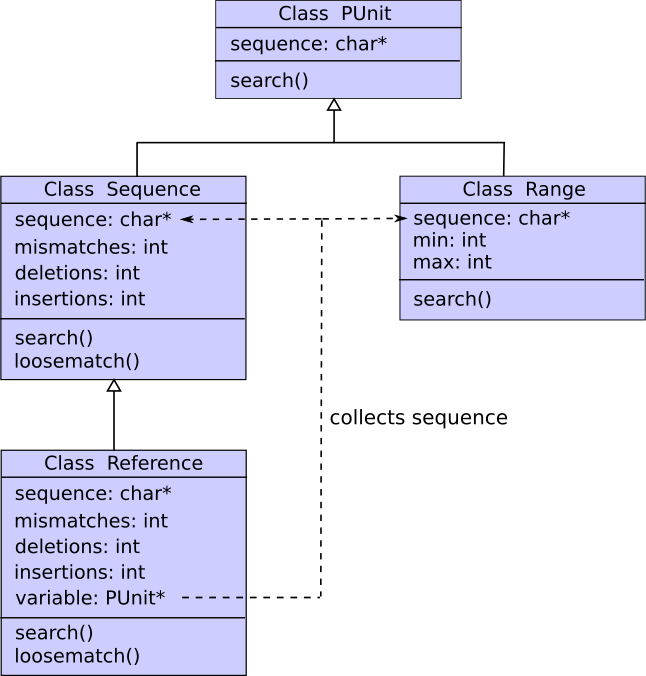 Class PUnit
sequence: char*
search()
Class Sequence
sequence: char*
mismatches: int
deletions: int
insertions: int
search()
loosematch()
Class Range
sequence: char*
min: int
max: int
search()
collects sequence
Class Reference
sequence: char*
mismatches: int
deletions: int
insertions: int
variable: PUnit*
search()
loosematch()